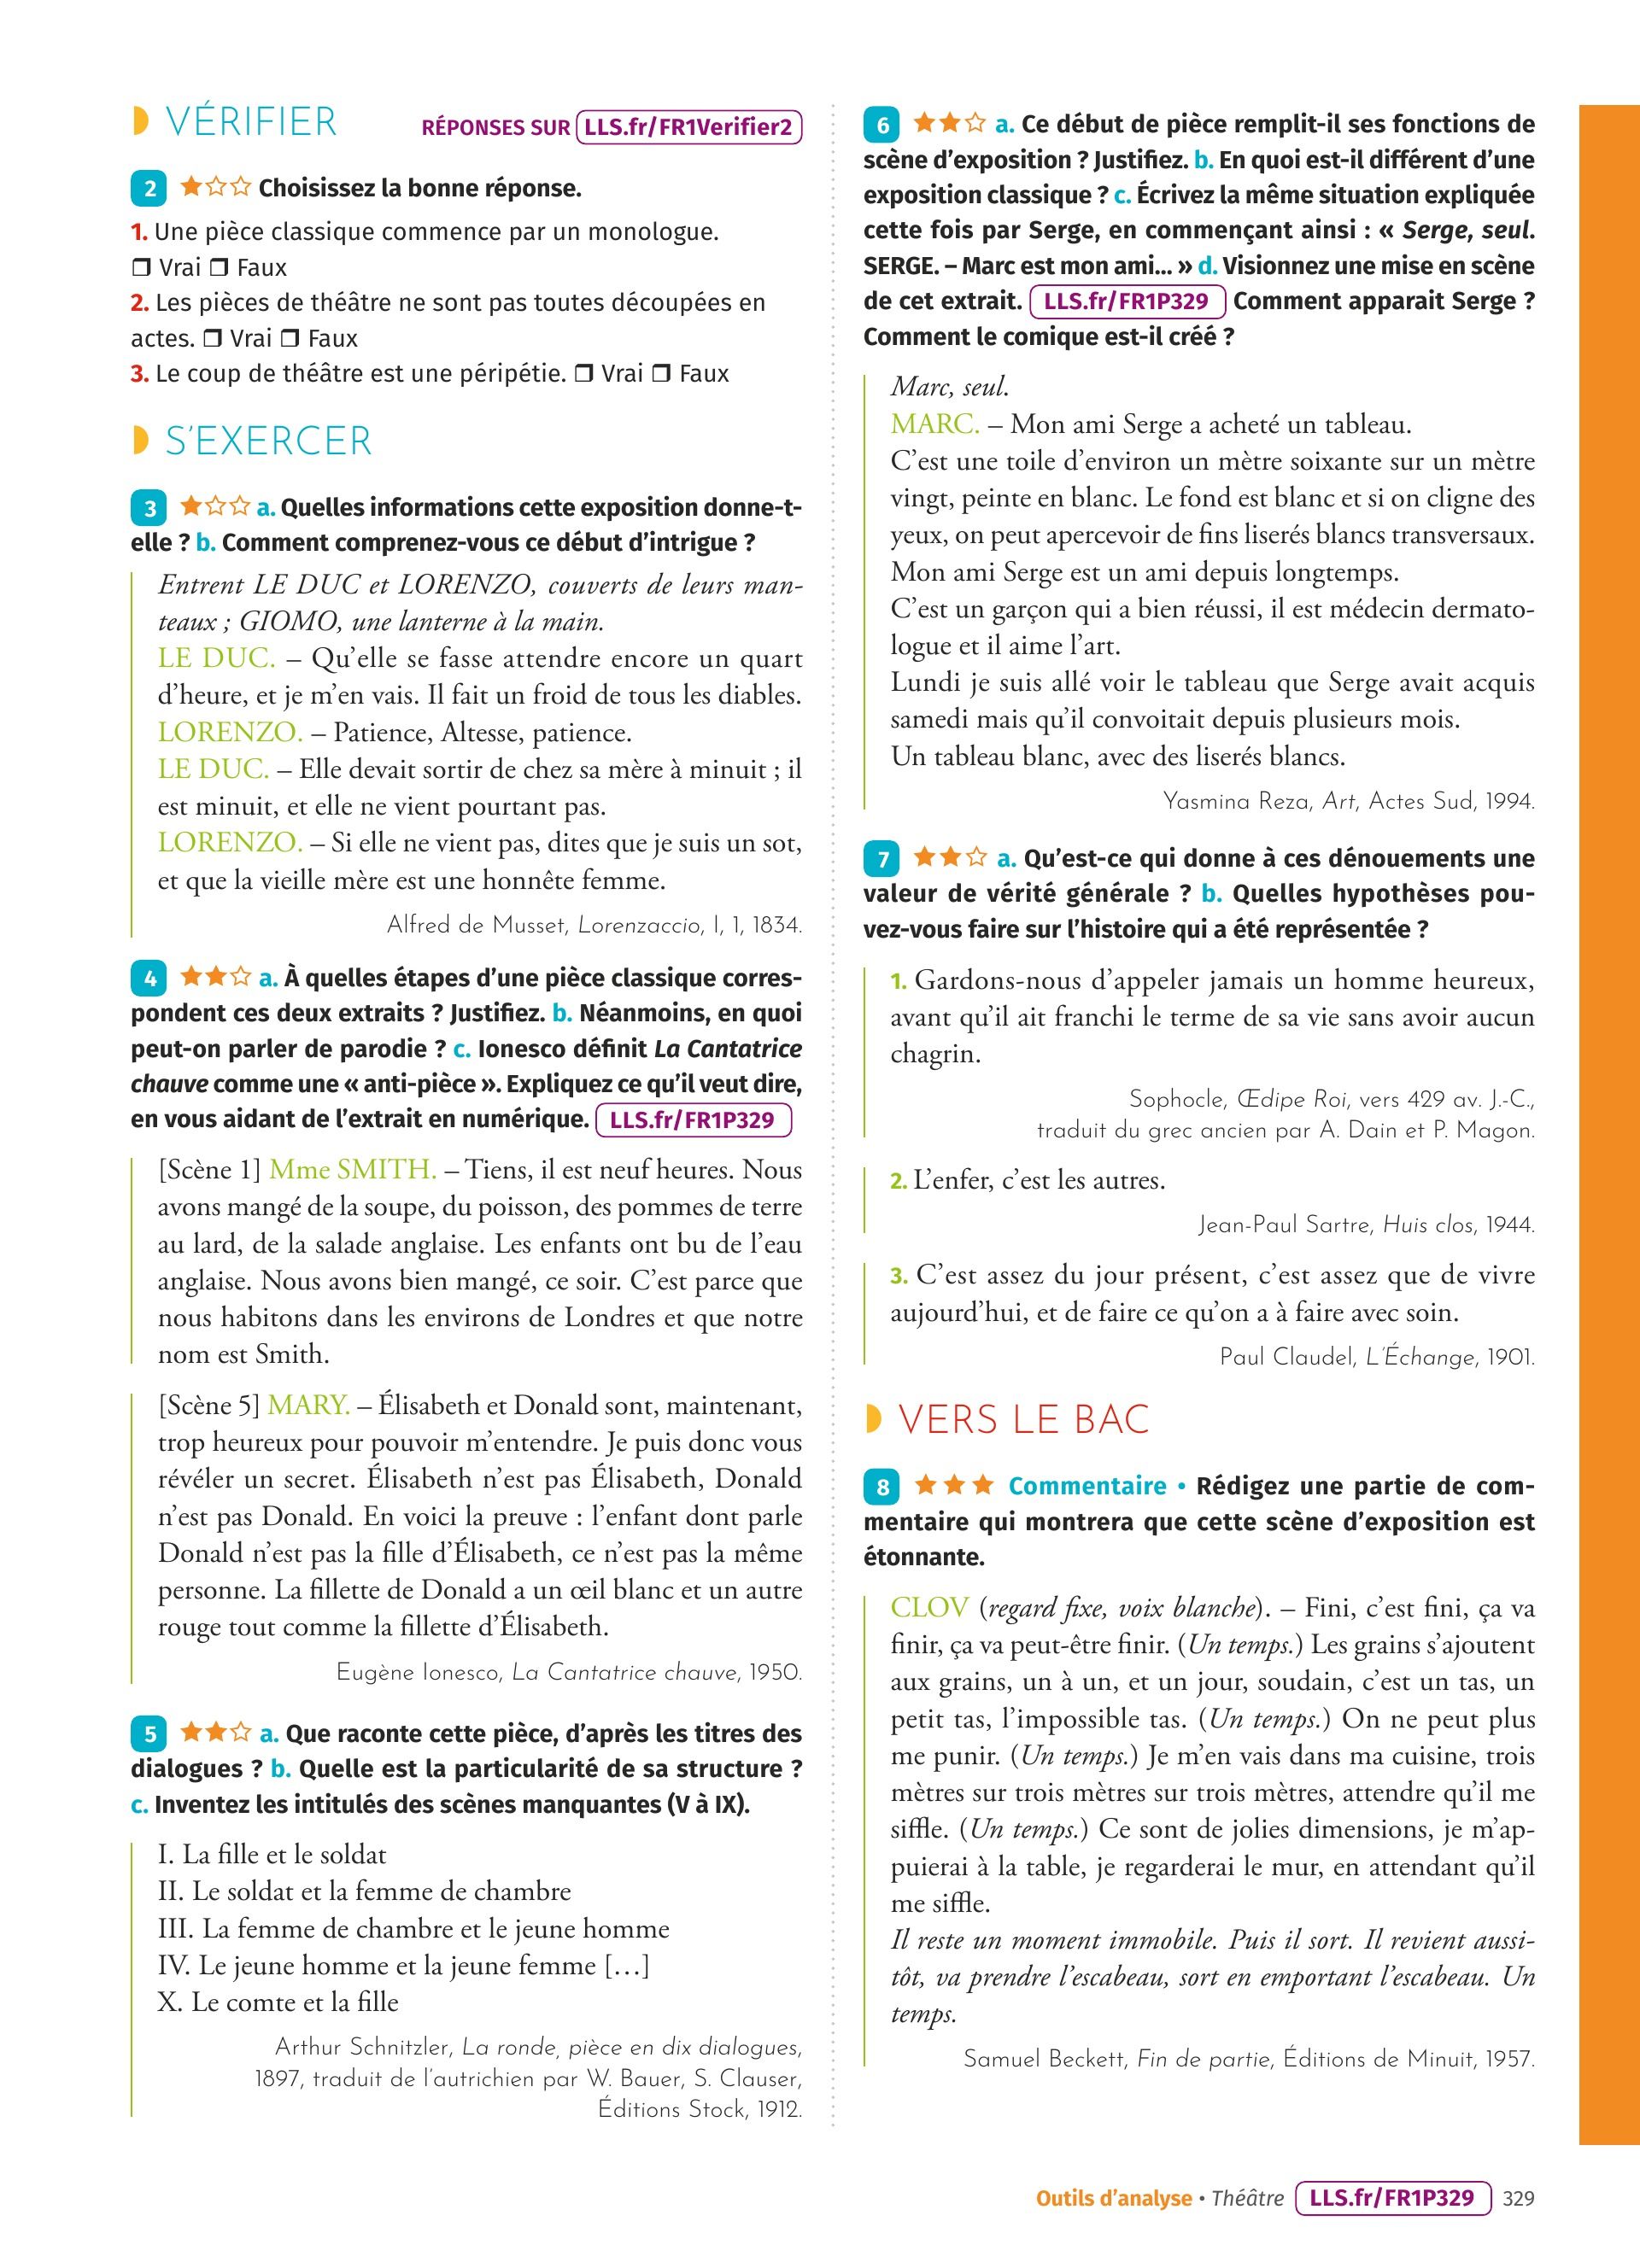 VÉRIFIER
RÉPONSES SUR LLS.fr/FR1Verifier2
2 ★☆☆ Choisissez la bonne réponse.
1. Une pièce classique commence par un monologue.
❒ Vrai ❒ Faux
2. Les pièces de théâtre ne sont pas toutes découpées en
actes. ❒ Vrai ❒ Faux
3. Le coup de théâtre est une péripétie. ❒ Vrai ❒ Faux
S'EXERCER
3 ★☆☆ a. Quelles informations cette exposition donne-t-
elle ? b. Comment comprenez-vous ce début d'intrigue ?
Entrent LE DUC et LORENZO, couverts de leurs man-
teaux ; GIOMO, une lanterne à la main.
LE DUC. – Qu'elle se fasse attendre encore un quart
d'heure, et je m'en vais. Il fait un froid de tous les diables.
LORENZO. – Patience, Altesse, patience.
LE DUC. – Elle devait sortir de chez sa mère à minuit ; il
est minuit, et elle ne vient pourtant pas.
LORENZO. – Si elle ne vient pas, dites que je suis un sot,
et que la vieille mère est une honnête femme.
Alfred de Musset, Lorenzaccio, I, 1, 1834.
4 ★★☆ a. À quelles étapes d'une pièce classique corres-
pondent ces deux extraits ? Justifiez. b. Néanmoins, en quoi
peut-on parler de parodie ? c. Ionesco définit La Cantatrice
chauve comme une « anti-pièce ». Expliquez ce qu'il veut dire,
en vous aidant de l'extrait en numérique. LLS.fr/FR1P329
[Scène 1] Mme SMITH. – Tiens, il est neuf heures. Nous
avons mangé de la soupe, du poisson, des pommes de terre
au lard, de la salade anglaise. Les enfants ont bu de l'eau
anglaise. Nous avons bien mangé, ce soir. C'est parce que
nous habitons dans les environs de Londres et que notre
nom est Smith.
[Scène 5] MARY. – Élisabeth et Donald sont, maintenant,
trop heureux pour pouvoir m'entendre. Je puis donc vous
révéler un secret. Élisabeth n'est pas Élisabeth, Donald
n'est pas Donald. En voici la preuve : l'enfant dont parle
Donald n'est pas la fille d'Élisabeth, ce n'est pas la même
personne. La fillette de Donald a un œil blanc et un autre
rouge tout comme la fillette d'Élisabeth.
Eugène Ionesco, La Cantatrice chauve, 1950.
5 ★★☆ a. Que raconte cette pièce, d'après les titres des
dialogues ? b. Quelle est la particularité de sa structure ?
c. Inventez les intitulés des scènes manquantes (V à IX).
I. La fille et le soldat
II. Le soldat et la femme de chambre
III. La femme de chambre et le jeune homme
IV. Le jeune homme et la jeune femme […]
X. Le comte et la fille
Arthur Schnitzler, La ronde, pièce en dix dialogues,
1897, traduit de l'autrichien par W. Bauer, S. Clauser,
Éditions Stock, 1912.
6 ★★☆ a. Ce début de pièce remplit-il ses fonctions de
scène d'exposition ? Justifiez. b. En quoi est-il différent d'une
exposition classique ? c. Écrivez la même situation expliquée
cette fois par Serge, en commençant ainsi : « Serge, seul.
SERGE. – Marc est mon ami… » d. Visionnez une mise en scène
de cet extrait. LLS.fr/FR1P329 Comment apparait Serge ?
Comment le comique est-il créé ?
Marc, seul.
MARC. – Mon ami Serge a acheté un tableau.
C'est une toile d'environ un mètre soixante sur un mètre
vingt, peinte en blanc. Le fond est blanc et si on cligne des
yeux, on peut apercevoir de fins liserés blancs transversaux.
Mon ami Serge est un ami depuis longtemps.
C'est un garçon qui a bien réussi, il est médecin dermato-
logue et il aime l'art.
Lundi je suis allé voir le tableau que Serge avait acquis
samedi mais qu'il convoitait depuis plusieurs mois.
Un tableau blanc, avec des liserés blancs.
Yasmina Reza, Art, Actes Sud, 1994.
7 ★★☆ a. Qu'est-ce qui donne à ces dénouements une
valeur de vérité générale ? b. Quelles hypothèses pou-
vez-vous faire sur l'histoire qui a été représentée ?
1. Gardons-nous d'appeler jamais un homme heureux,
avant qu'il ait franchi le terme de sa vie sans avoir aucun
chagrin.
Sophocle, Œdipe Roi, vers 429 av. J.-C.,
traduit du grec ancien par A. Dain et P. Magon.
2. L'enfer, c'est les autres.
Jean-Paul Sartre, Huis clos, 1944.
3. C'est assez du jour présent, c'est assez que de vivre
aujourd'hui, et de faire ce qu'on a à faire avec soin.
Paul Claudel, L'Échange, 1901.
VERS LE BAC
8 ★★★ Commentaire • Rédigez une partie de com-
mentaire qui montrera que cette scène d'exposition est
étonnante.
CLOV (regard fixe, voix blanche). – Fini, c'est fini, ça va
finir, ça va peut-être finir. (Un temps.) Les grains s'ajoutent
aux grains, un à un, et un jour, soudain, c'est un tas, un
petit tas, l'impossible tas. (Un temps.) On ne peut plus
me punir. (Un temps.) Je m'en vais dans ma cuisine, trois
mètres sur trois mètres sur trois mètres, attendre qu'il me
siffle. (Un temps.) Ce sont de jolies dimensions, je m'ap-
puierai à la table, je regarderai le mur, en attendant qu'il
me siffle.
Il reste un moment immobile. Puis il sort. Il revient aussi-
tôt, va prendre l'escabeau, sort en emportant l'escabeau. Un
temps.
Samuel Beckett, Fin de partie, Éditions de Minuit, 1957.
Outils d'analyse • Théâtre LLS.fr/FR1P329 329